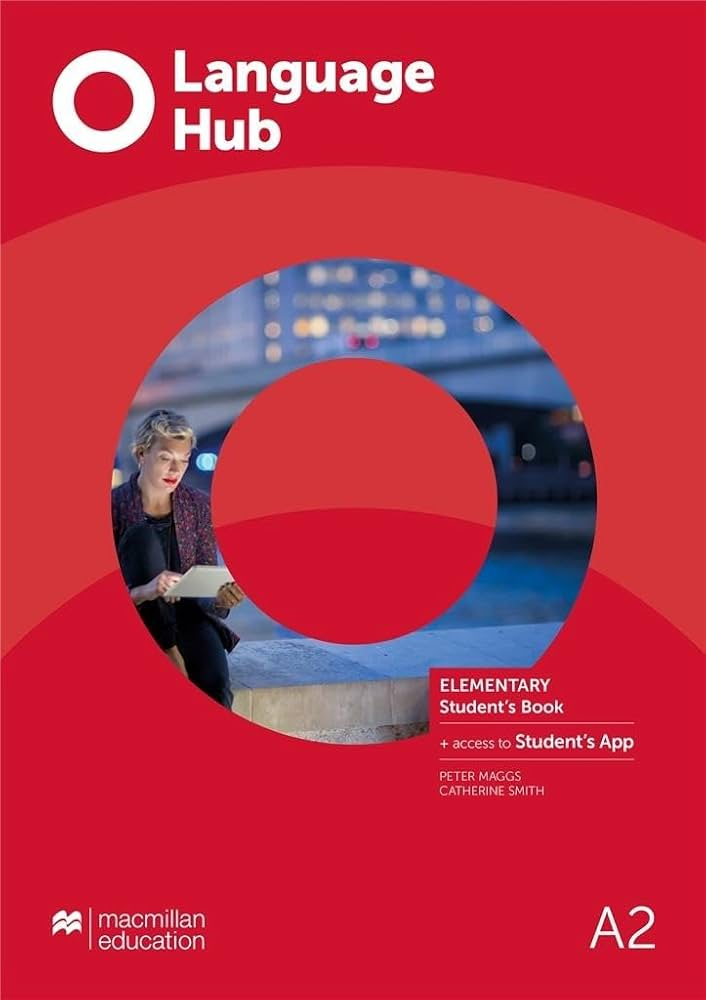 Language
Hub
ELEMENTARY
Student's Book
+ access to Student's App
PETER MAGGS
CATHERINE SMITH
macmillan
education
A2